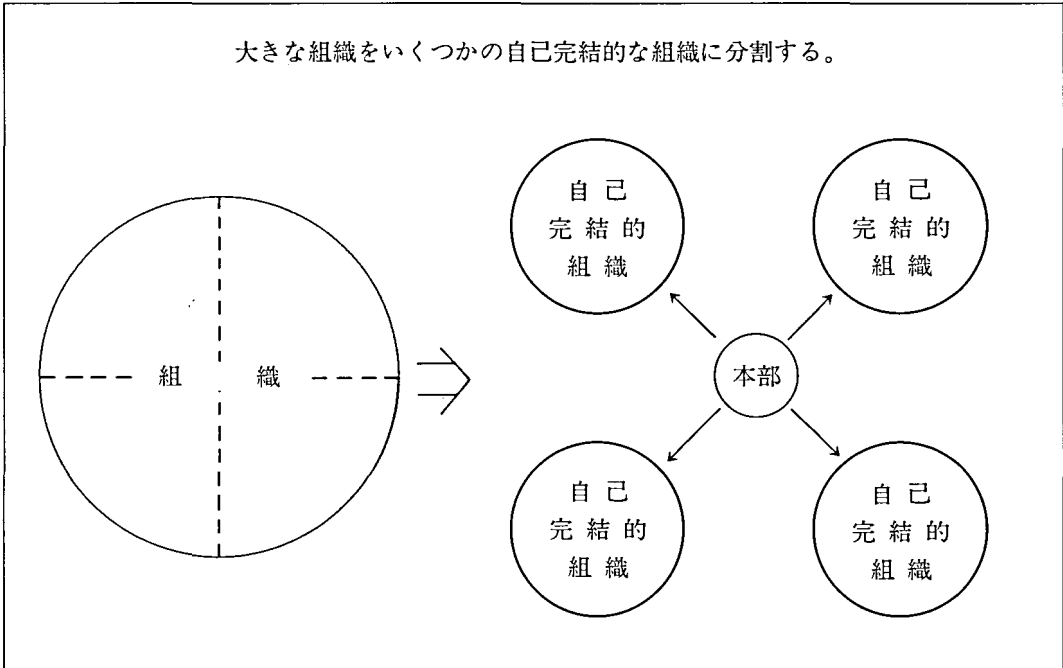 大きな組織をいくつかの自己完結的な組織に分割する。
組 織
自 己
完 結 的
組 織
自 己
完 結 的
組 織
本部
自 己
完 結 的
組 織
自 己
完 結 的
組 織